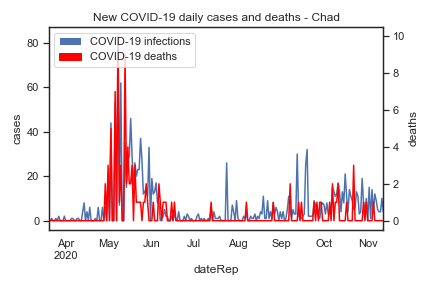 New COVID-19 daily cases and deaths - Chad
COVID-19 infections
COVID-19 deaths
80
60
40
20
0
cases
10
8
6
4
2
0
deaths
Apr May Jun Jul Aug Sep Oct Nov
2020
dateRep